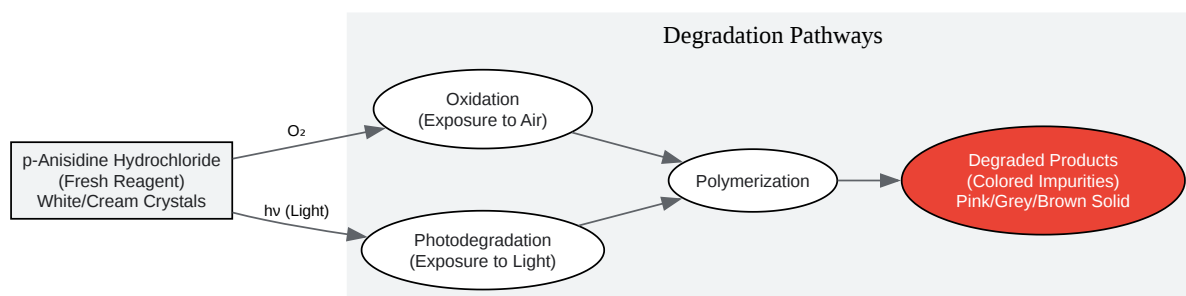 Degradation Pathways
p-Anisidine Hydrochloride
(Fresh Reagent)
White/Cream Crystals
O₂
hν (Light)
Oxidation
(Exposure to Air)
Photodegradation
(Exposure to Light)
Polymerization
Degraded Products
(Colored Impurities)
Pink/Grey/Brown Solid